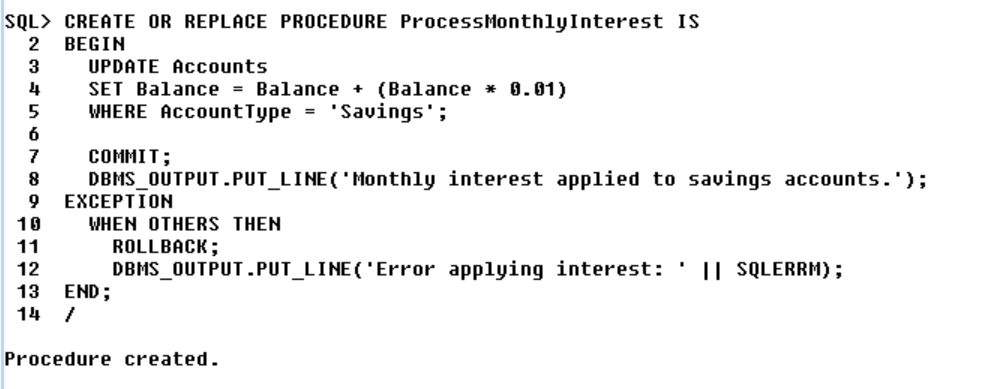 SQL> CREATE OR REPLACE PROCEDURE ProcessMonthlyInterest IS
  2  BEGIN
  3    UPDATE Accounts
  4    SET Balance = Balance + (Balance * 0.01)
  5    WHERE AccountType = 'Savings';
  6
  7    COMMIT;
  8    DBMS_OUTPUT.PUT_LINE('Monthly interest applied to savings accounts.');
  9  EXCEPTION
 10    WHEN OTHERS THEN
 11      ROLLBACK;
 12      DBMS_OUTPUT.PUT_LINE('Error applying interest: ' || SQLERRM);
 13  END;
 14  /

Procedure created.